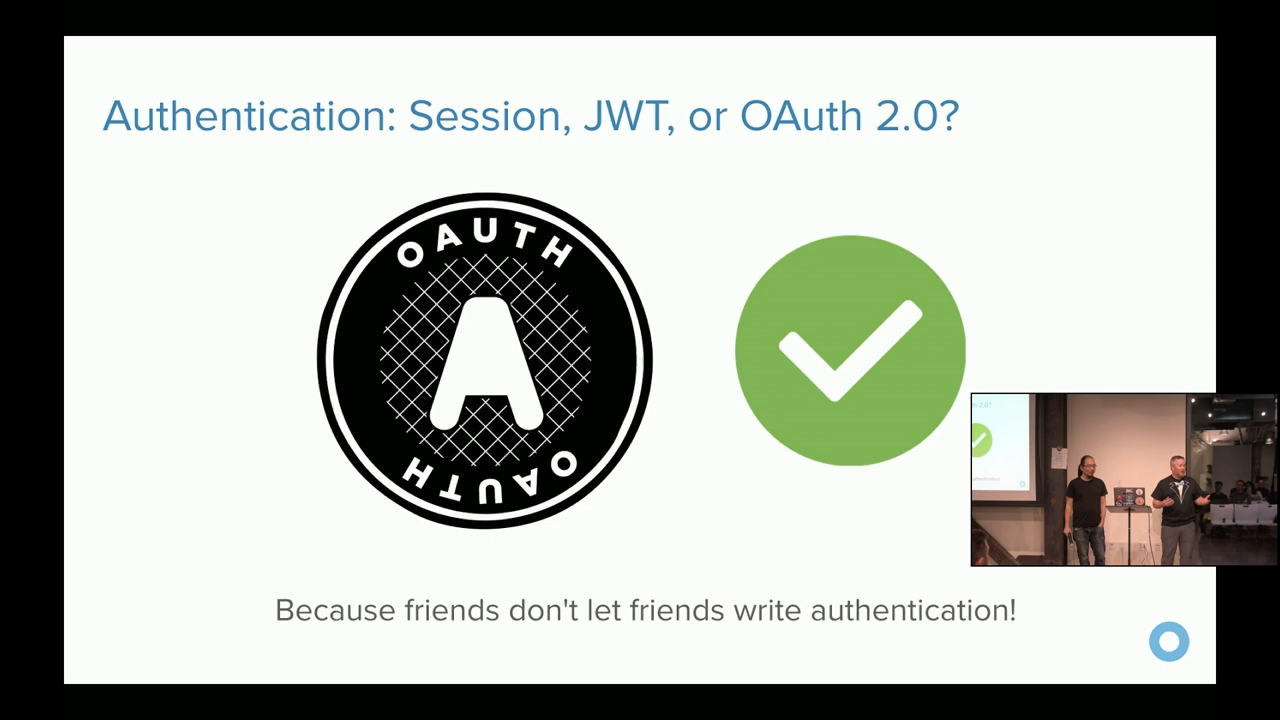 Authentication: Session, JWT, or OAuth 2.0?
OAUTH
A
OAUTH
Because friends don't let friends write authentication!